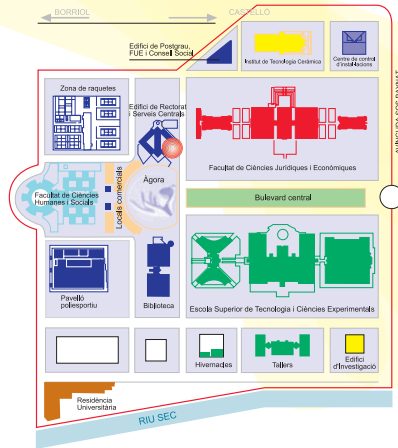 BORRIOL
CASTELLÓ
Edifici de Postgrau,
FUE i Consell Social
Institut de Tecnologia Ceràmica
Centre de control
d'instal·lacions
Zona de raquetes
Edifici de Rectorat
i Serveis Centrals
Facultat de Ciències Jurídiques i Econòmiques
AVINGUDA SOS BAYNAT
Facultat de Ciències
Humanes i Socials
Locals comercials
Àgora
Bulevard central
Pavelló
poliesportiu
Biblioteca
Escola Superior de Tecnologia i Ciències Experimentals
Hivernacles
Tallers
Edifici
d'Investigació
Residència
Universitària
RIU SEC